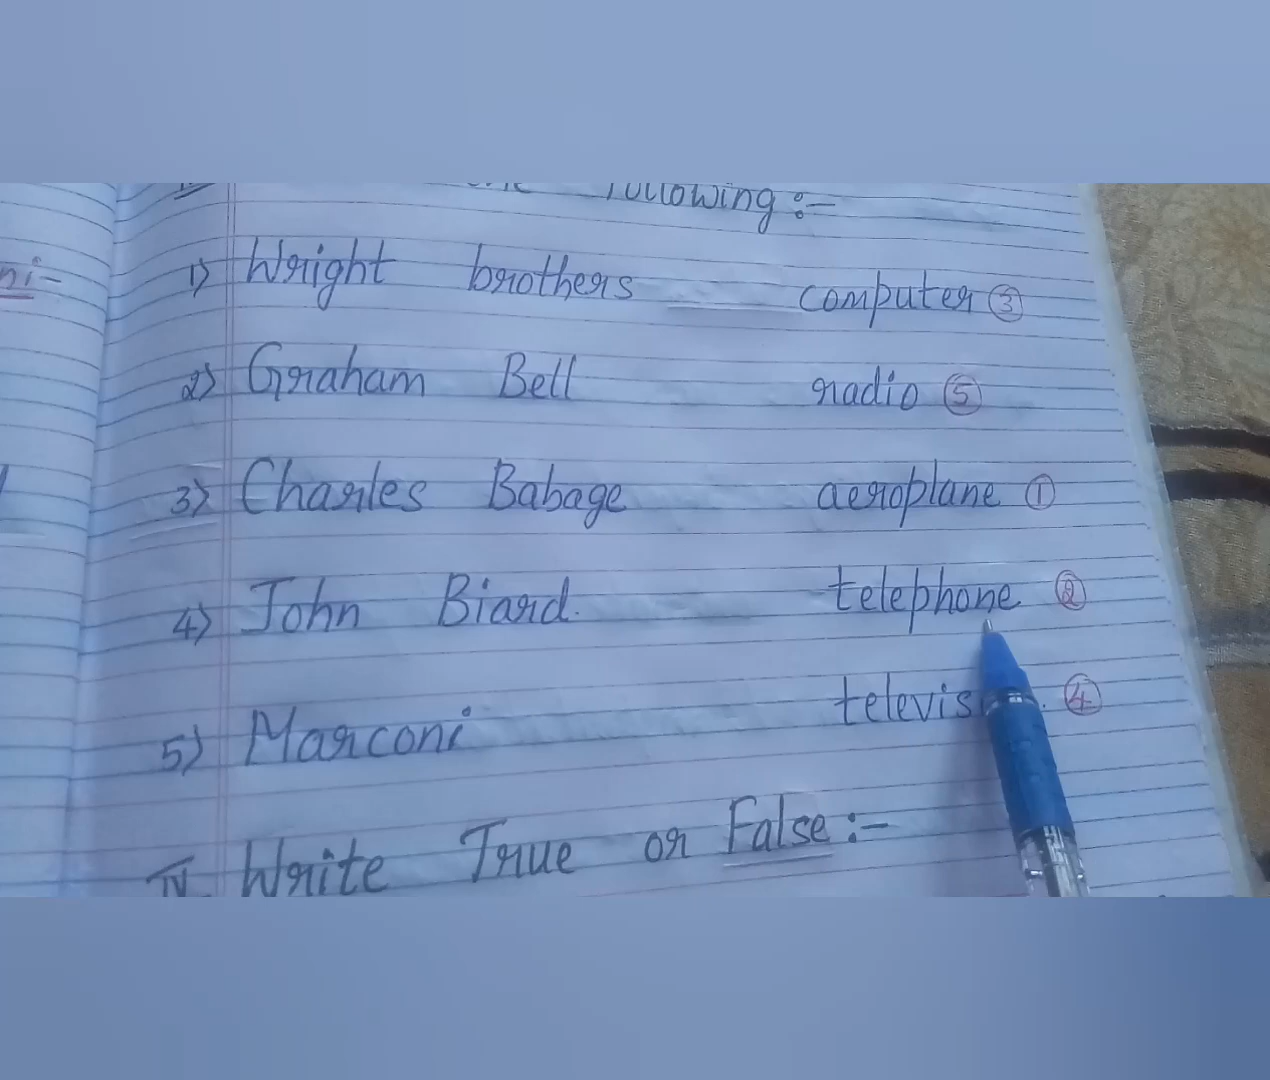 following :-
1) Wright brothers computer ③
2) Graham Bell radio ⑤
3) Charles Babage aeroplane ①
4) John Biard. telephone ②
5) Marconi televis ④
IV. Write True or False :-